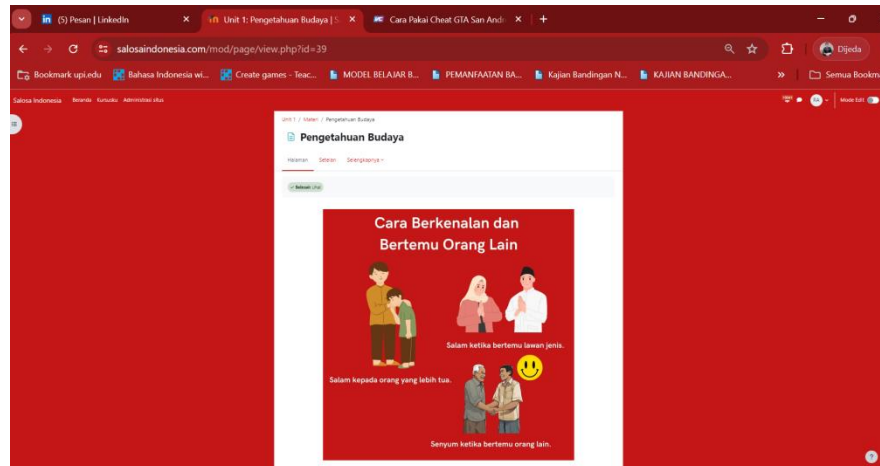 (5) Pesan | LinkedIn
Unit 1: Pengetahuan Budaya | S
Cara Pakai Cheat GTA San Andr
salosaindonesia.com/mod/page/view.php?id=39
Dijeda
Bookmark upi.edu
Bahasa Indonesia wi...
Create games - Teac...
MODEL BELAJAR B...
PEMANFAATAN BA...
Kajian Bandingan N...
KAJIAN BANDINGA...
Semua Bookm
Salosa Indonesia
Beranda
Kursusku
Administrasi situs
Mode Edit
Unit 1 / Materi / Pengetahuan Budaya
Pengetahuan Budaya
Halaman
Setelan
Selengkapnya
Selesai: Lihat
Cara Berkenalan dan
Bertemu Orang Lain
Salam ketika bertemu lawan jenis.
Salam kepada orang yang lebih tua.
Senyum ketika bertemu orang lain.